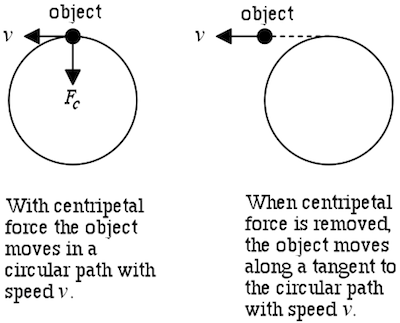 object
v
F_c
With centripetal
force the object
moves in a
circular path with
speed v.
object
v
When centripetal
force is removed,
the object moves
along a tangent to
the circular path
with speed v.